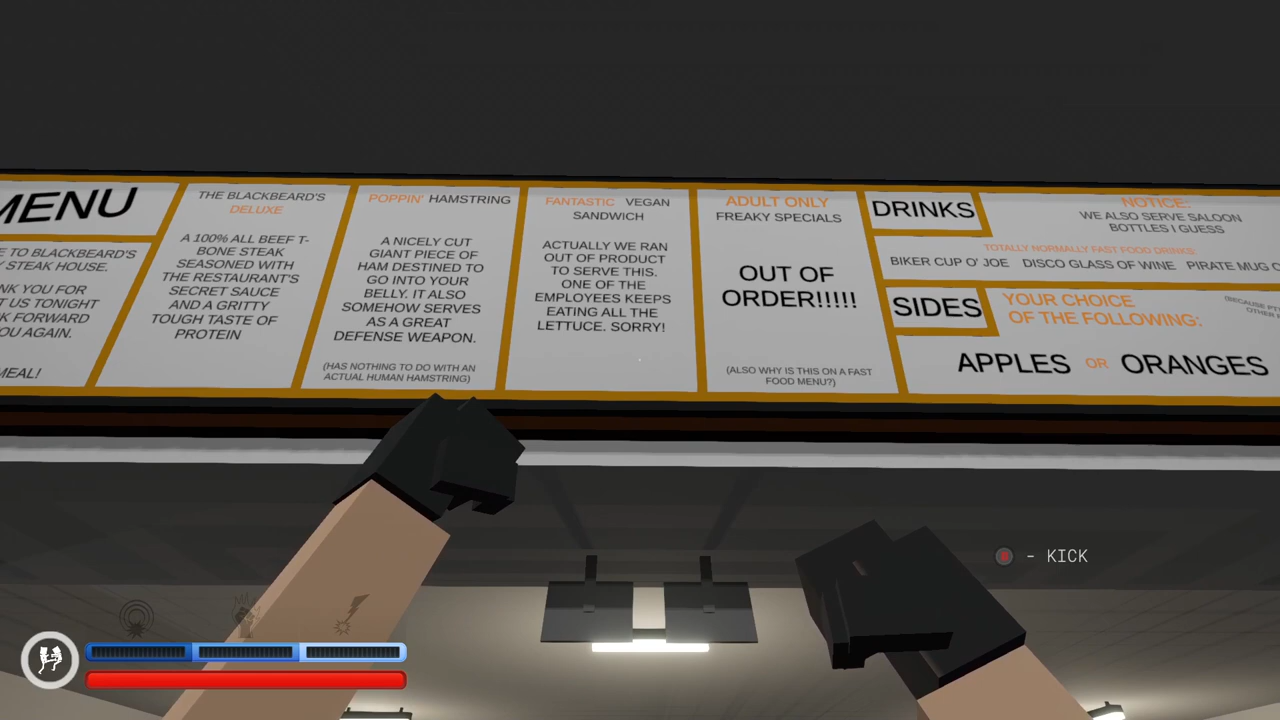 MENU
E TO BLACKBEARD'S
Y STEAK HOUSE.
NK YOU FOR
T US TONIGHT
K FORWARD
OU AGAIN.
MEAL!
THE BLACKBEARD'S
DELUXE
A 100% ALL BEEF T-
BONE STEAK
SEASONED WITH
THE RESTAURANT'S
SECRET SAUCE
AND A GRITTY
TOUGH TASTE OF
PROTEIN
POPPIN' HAMSTRING
A NICELY CUT
GIANT PIECE OF
HAM DESTINED TO
GO INTO YOUR
BELLY. IT ALSO
SOMEHOW SERVES
AS A GREAT
DEFENSE WEAPON.
(HAS NOTHING TO DO WITH AN
ACTUAL HUMAN HAMSTRING)
FANTASTIC VEGAN
SANDWICH
ACTUALLY WE RAN
OUT OF PRODUCT
TO SERVE THIS.
ONE OF THE
EMPLOYEES KEEPS
EATING ALL THE
LETTUCE. SORRY!
ADULT ONLY
FREAKY SPECIALS
OUT OF
ORDER!!!!!
(ALSO WHY IS THIS ON A FAST
FOOD MENU?)
DRINKS
NOTICE:
WE ALSO SERVE SALOON
BOTTLES I GUESS
TOTALLY NORMALLY FAST FOOD DRINKS
BIKER CUP O' JOE DISCO GLASS OF WINE PIRATE MUG
SIDES
YOUR CHOICE
OF THE FOLLOWING:
(BECAUSE
OTHER
APPLES OR ORANGES
- KICK